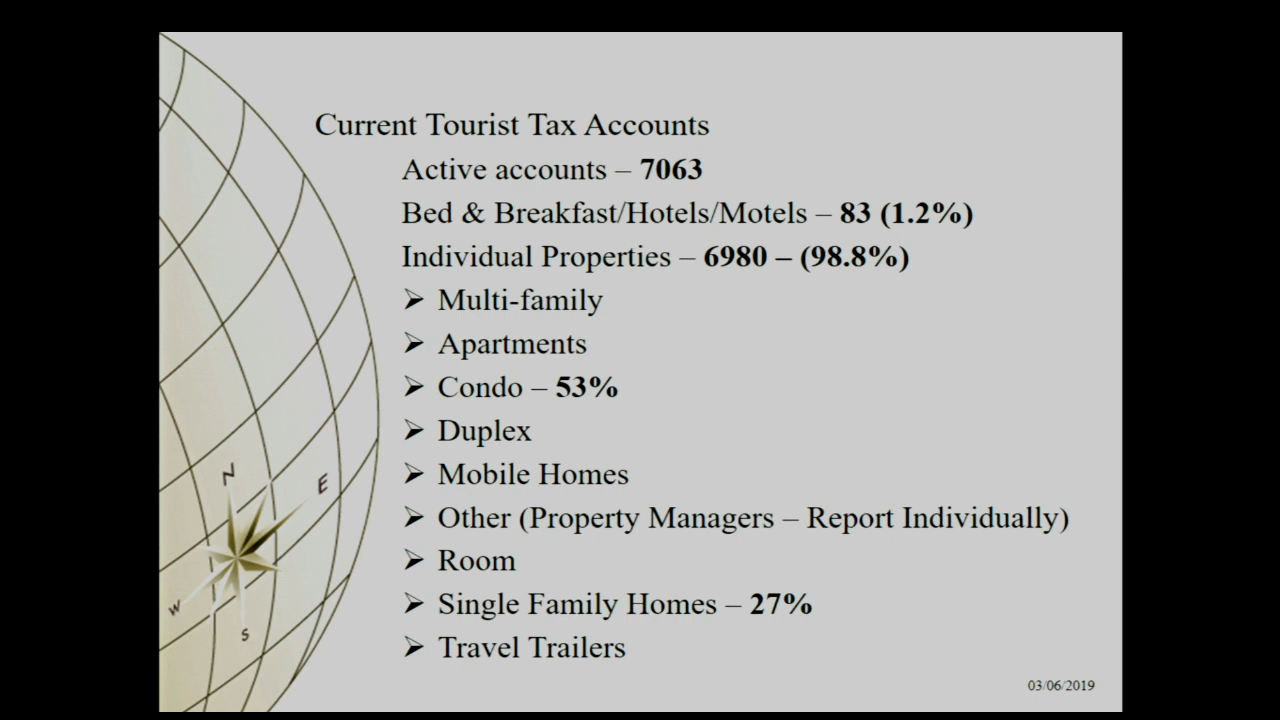 Current Tourist Tax Accounts
Active accounts – 7063
Bed & Breakfast/Hotels/Motels – 83 (1.2%)
Individual Properties – 6980 – (98.8%)
➢ Multi-family
➢ Apartments
➢ Condo – 53%
➢ Duplex
➢ Mobile Homes
➢ Other (Property Managers – Report Individually)
➢ Room
➢ Single Family Homes – 27%
➢ Travel Trailers
N
E
W
S
03/06/2019